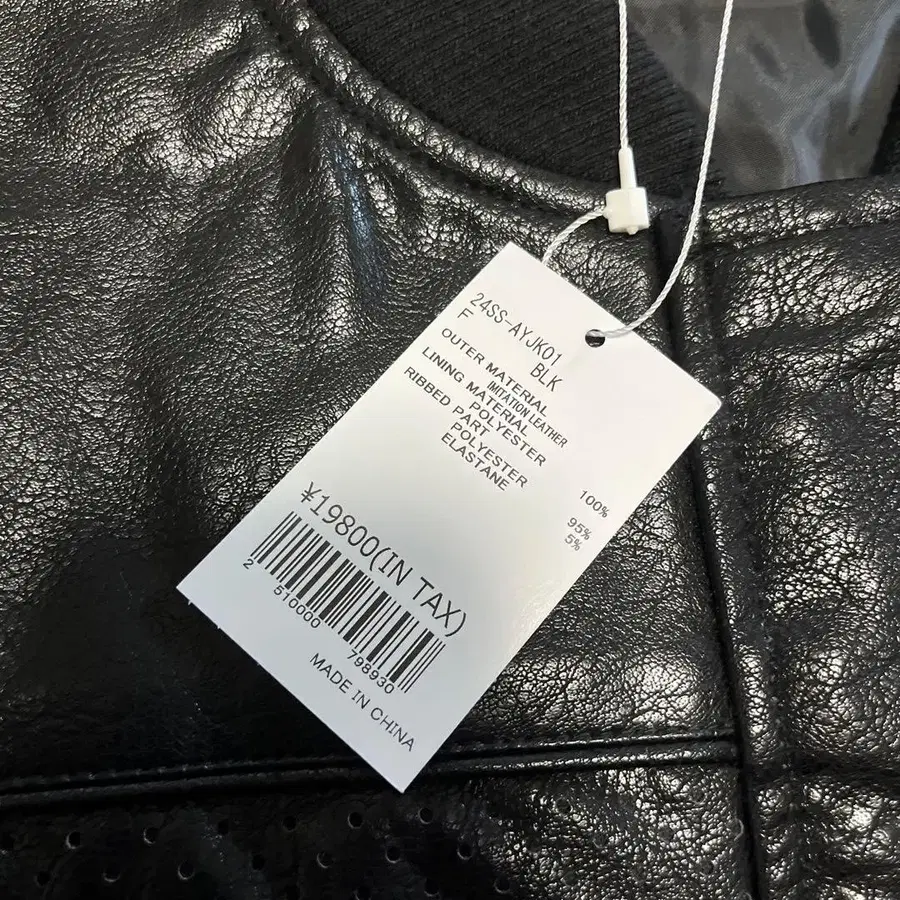 24SS-AYJK01
F BLK
OUTER MATERIAL
IMITATION LEATHER
LINING MATERIAL
POLYESTER 100%
RIBBED PART
POLYESTER 95%
ELASTANE 5%
¥19800(IN TAX)
2 510000 798930
MADE IN CHINA